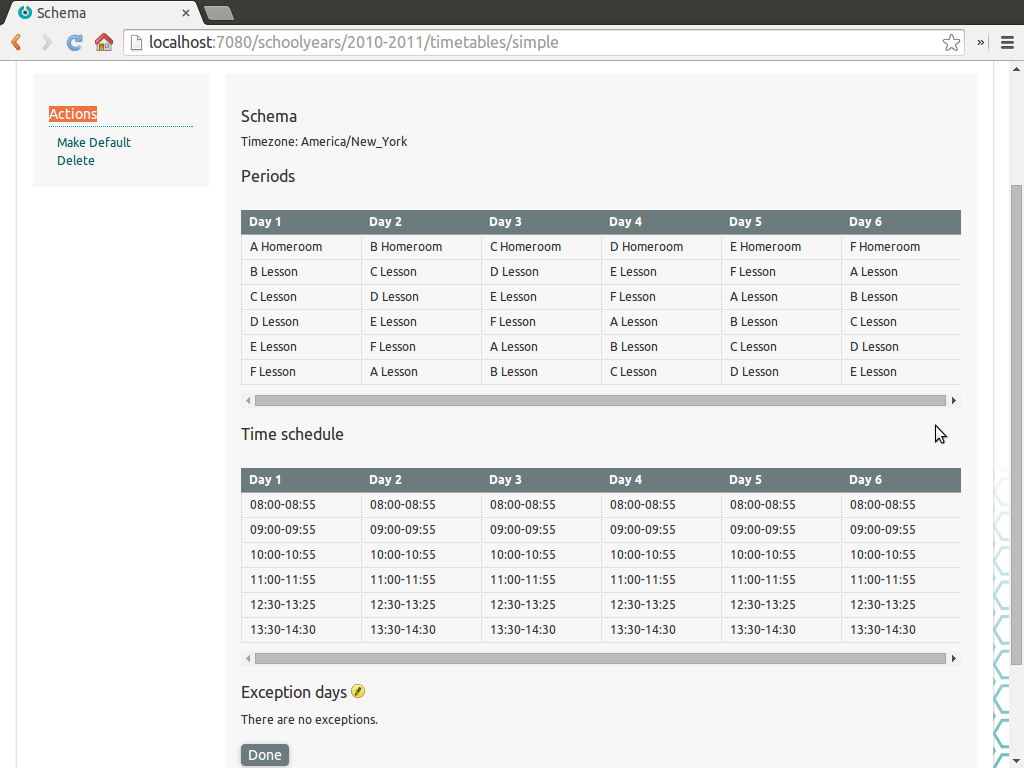 Schema
localhost:7080/schoolyears/2010-2011/timetables/simple
»
Actions
Make Default
Delete
Schema
Timezone: America/New_York
Periods
Day 1 Day 2 Day 3 Day 4 Day 5 Day 6
A Homeroom B Homeroom C Homeroom D Homeroom E Homeroom F Homeroom
B Lesson C Lesson D Lesson E Lesson F Lesson A Lesson
C Lesson D Lesson E Lesson F Lesson A Lesson B Lesson
D Lesson E Lesson F Lesson A Lesson B Lesson C Lesson
E Lesson F Lesson A Lesson B Lesson C Lesson D Lesson
F Lesson A Lesson B Lesson C Lesson D Lesson E Lesson
Time schedule
Day 1 Day 2 Day 3 Day 4 Day 5 Day 6
08:00-08:55 08:00-08:55 08:00-08:55 08:00-08:55 08:00-08:55 08:00-08:55
09:00-09:55 09:00-09:55 09:00-09:55 09:00-09:55 09:00-09:55 09:00-09:55
10:00-10:55 10:00-10:55 10:00-10:55 10:00-10:55 10:00-10:55 10:00-10:55
11:00-11:55 11:00-11:55 11:00-11:55 11:00-11:55 11:00-11:55 11:00-11:55
12:30-13:25 12:30-13:25 12:30-13:25 12:30-13:25 12:30-13:25 12:30-13:25
13:30-14:30 13:30-14:30 13:30-14:30 13:30-14:30 13:30-14:30 13:30-14:30
Exception days
There are no exceptions.
Done